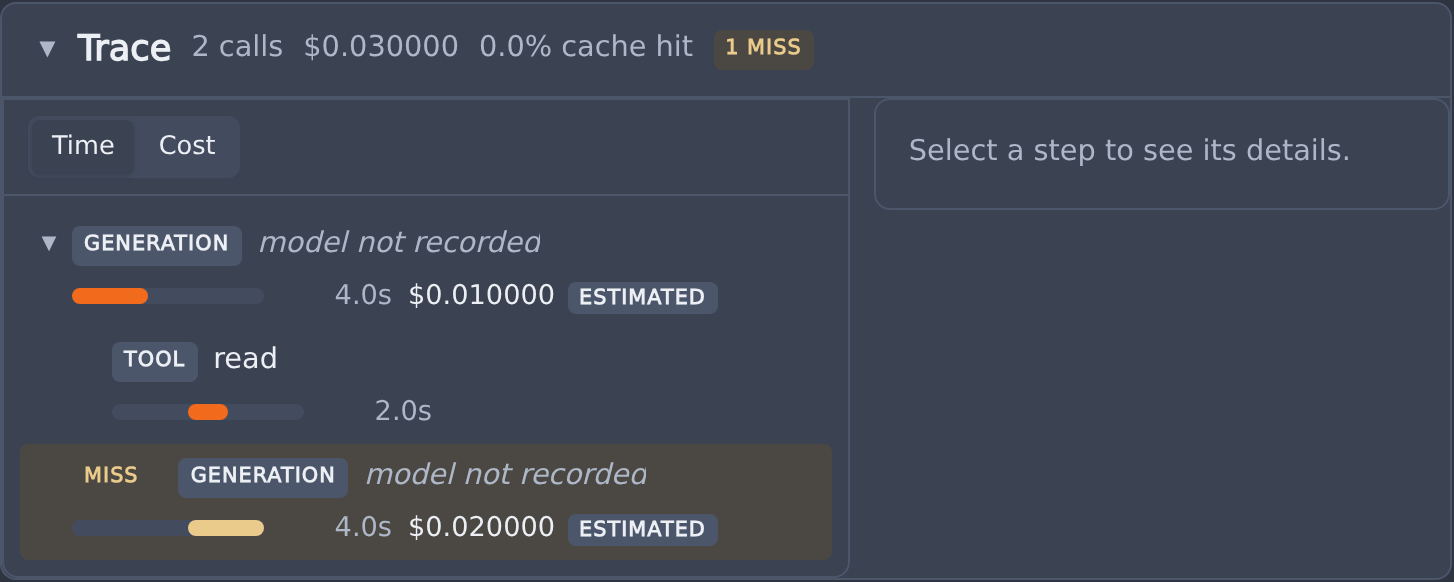 ▼ Trace 2 calls $0.030000 0.0% cache hit 1 MISS
Time Cost
Select a step to see its details.
▼ GENERATION model not recorded
4.0s $0.010000 ESTIMATED
TOOL read
2.0s
MISS GENERATION model not recorded
4.0s $0.020000 ESTIMATED